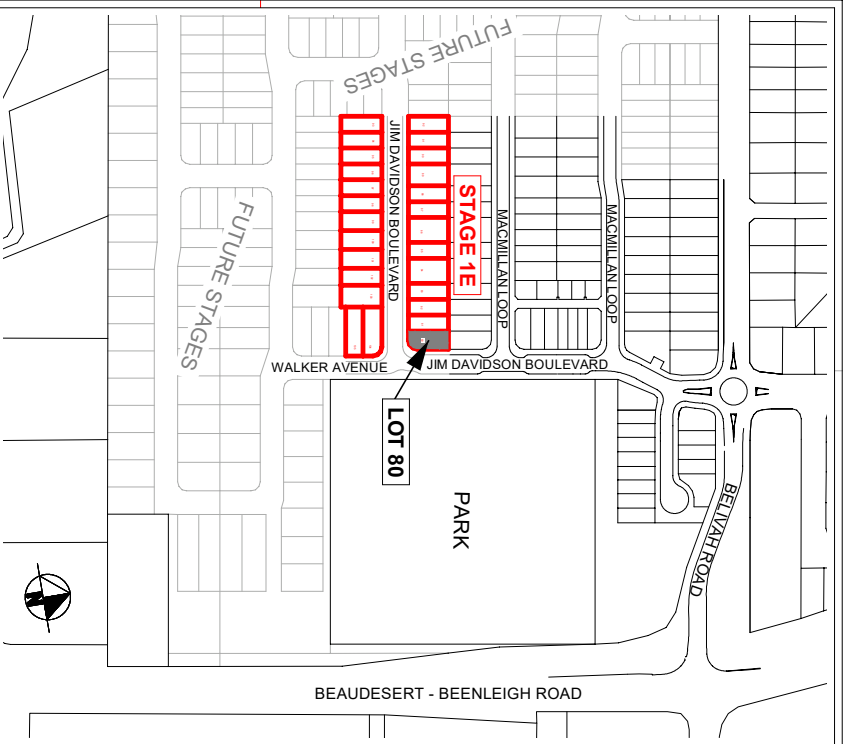 FUTURE STAGES
JIM DAVIDSON BOULEVARD
STAGE 1E
MACMILLAN LOOP
MACMILLAN LOOP
FUTURE STAGES
WALKER AVENUE
JIM DAVIDSON BOULEVARD
LOT 80
PARK
BELIVAH ROAD
N
BEAUDESERT - BEENLEIGH ROAD